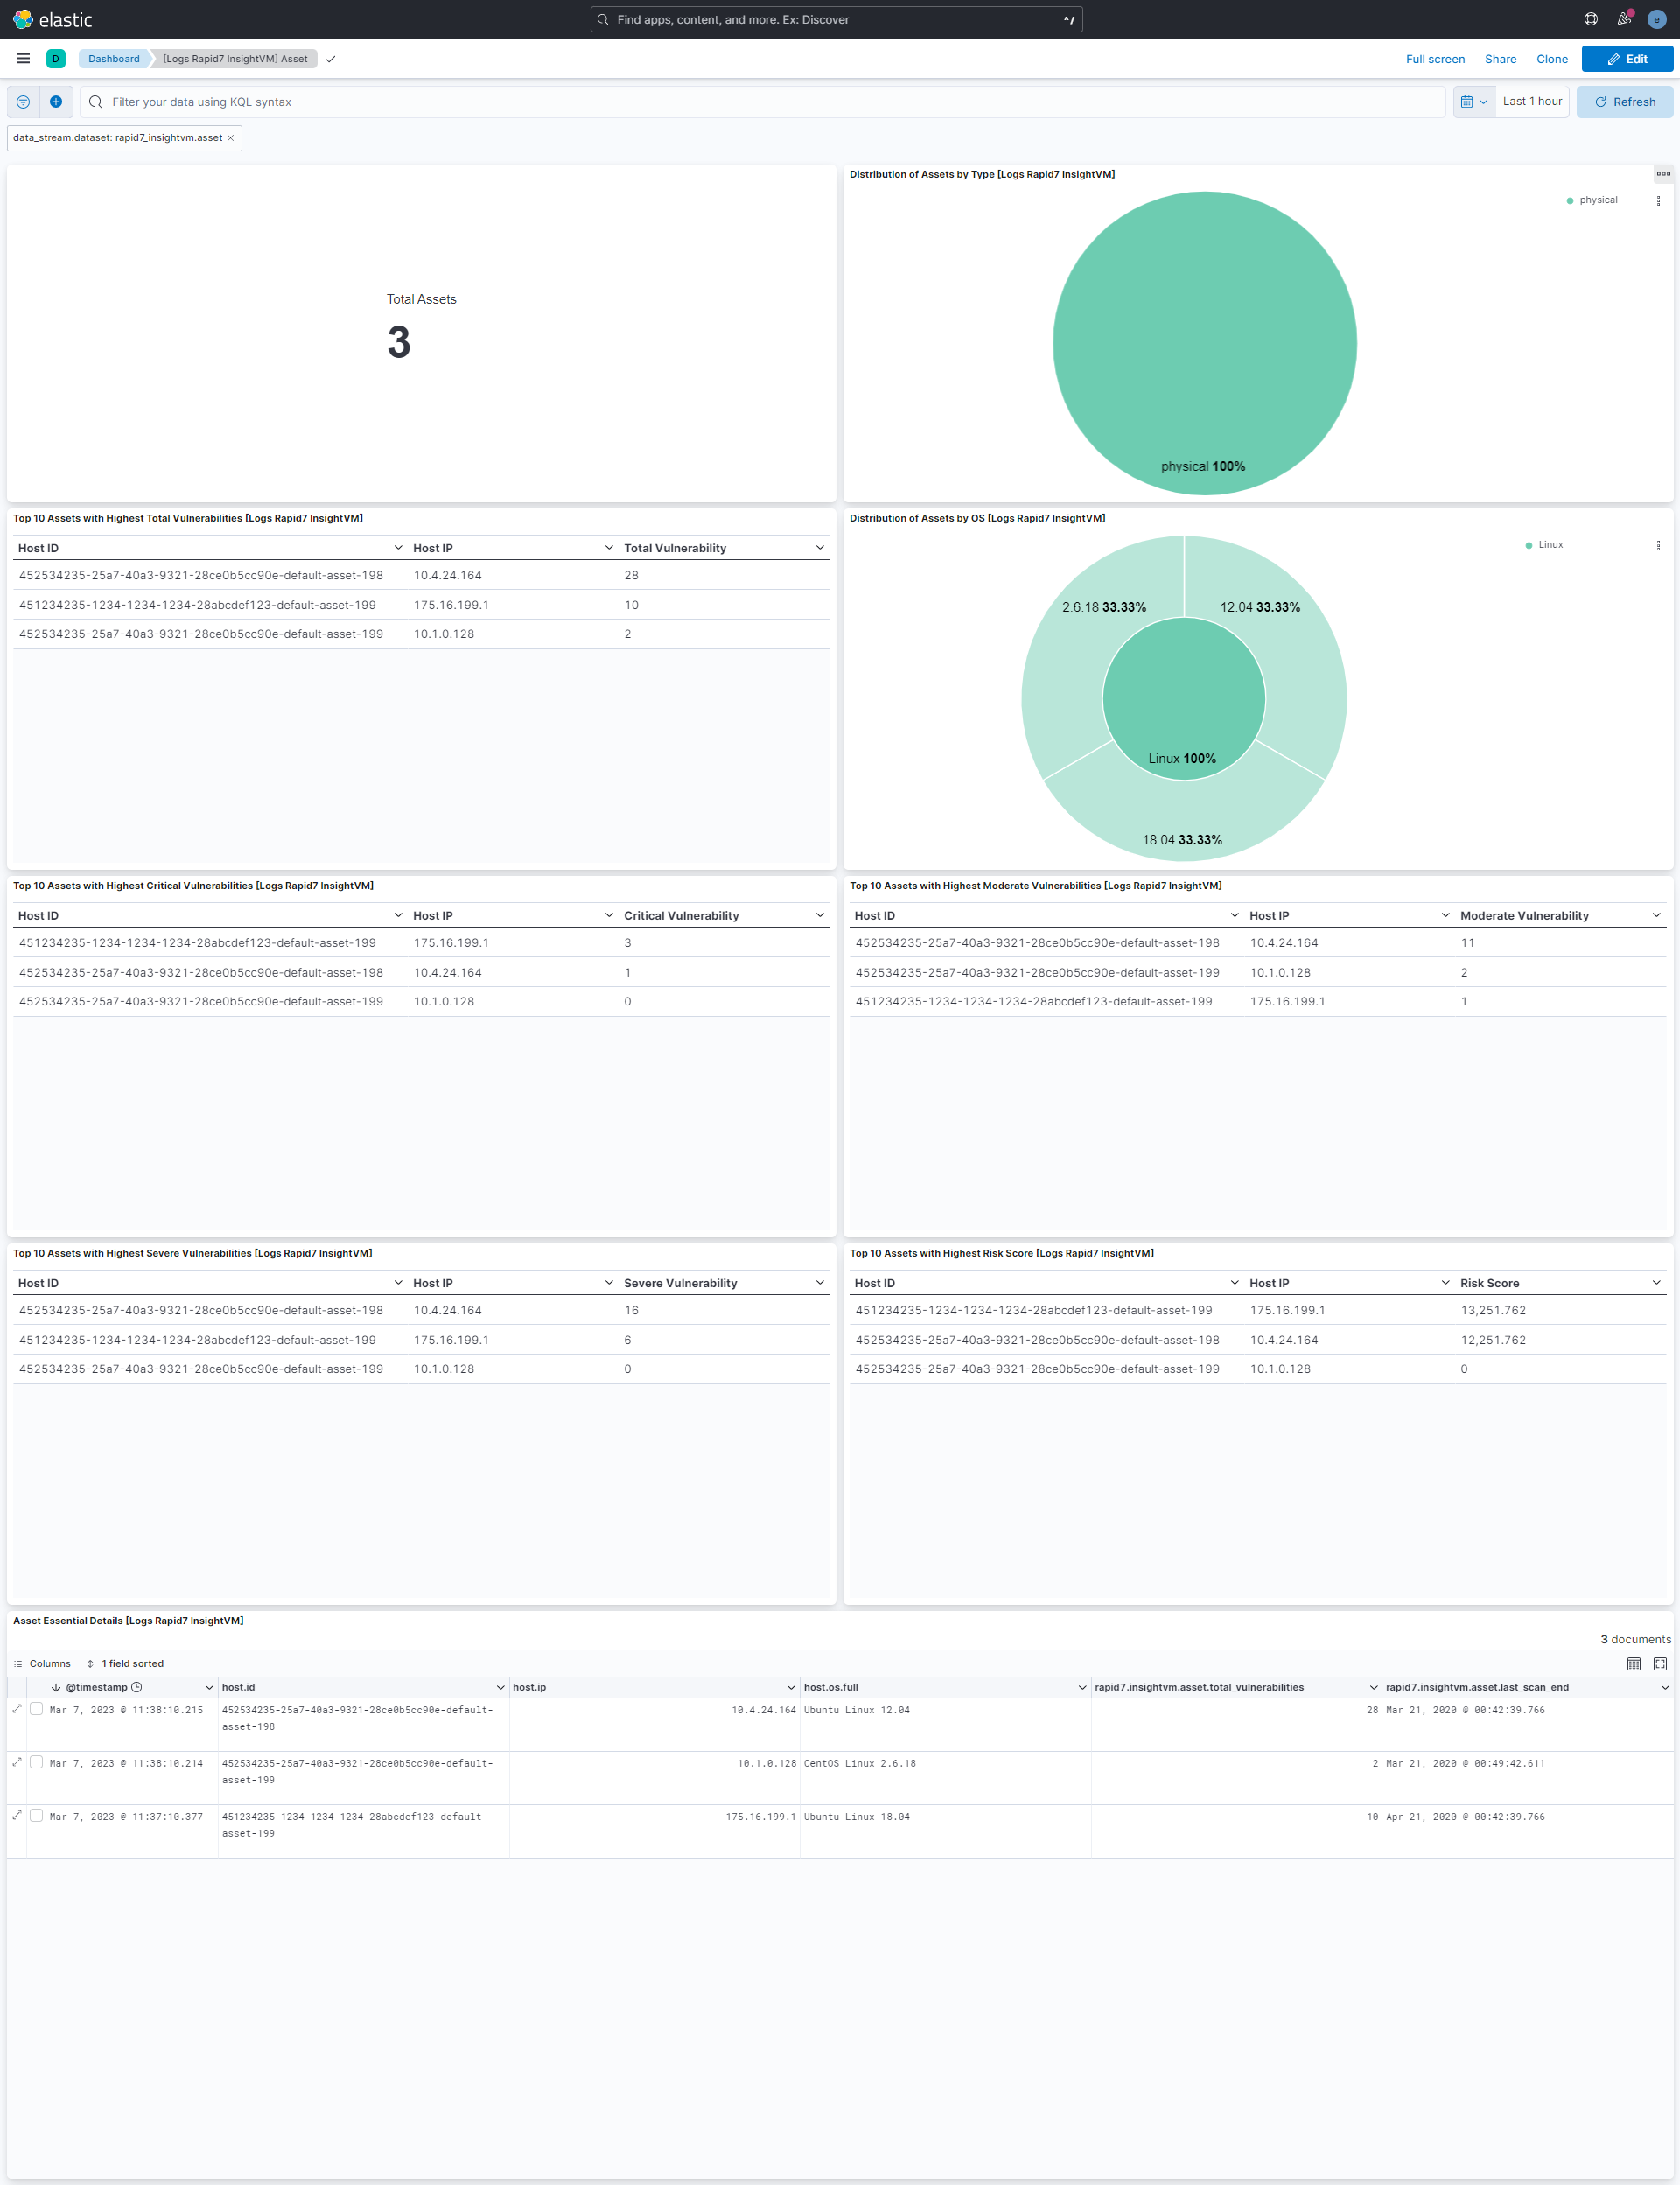 elastic
Find apps, content, and more. Ex: Discover
^/
e
D
Dashboard
[Logs Rapid7 InsightVM] Asset
Full screen
Share
Clone
Edit
Filter your data using KQL syntax
Last 1 hour
Refresh
data_stream.dataset: rapid7_insightvm.asset
Total Assets
3
Distribution of Assets by Type [Logs Rapid7 InsightVM]
physical
physical 100%
Top 10 Assets with Highest Total Vulnerabilities [Logs Rapid7 InsightVM]
Host ID Host IP Total Vulnerability
452534235-25a7-40a3-9321-28ce0b5cc90e-default-asset-198 10.4.24.164 28
451234235-1234-1234-1234-28abcdef123-default-asset-199 175.16.199.1 10
452534235-25a7-40a3-9321-28ce0b5cc90e-default-asset-199 10.1.0.128 2
Distribution of Assets by OS [Logs Rapid7 InsightVM]
Linux
2.6.18 33.33%
12.04 33.33%
Linux 100%
18.04 33.33%
Top 10 Assets with Highest Critical Vulnerabilities [Logs Rapid7 InsightVM]
Host ID Host IP Critical Vulnerability
451234235-1234-1234-1234-28abcdef123-default-asset-199 175.16.199.1 3
452534235-25a7-40a3-9321-28ce0b5cc90e-default-asset-198 10.4.24.164 1
452534235-25a7-40a3-9321-28ce0b5cc90e-default-asset-199 10.1.0.128 0
Top 10 Assets with Highest Moderate Vulnerabilities [Logs Rapid7 InsightVM]
Host ID Host IP Moderate Vulnerability
452534235-25a7-40a3-9321-28ce0b5cc90e-default-asset-198 10.4.24.164 11
452534235-25a7-40a3-9321-28ce0b5cc90e-default-asset-199 10.1.0.128 2
451234235-1234-1234-1234-28abcdef123-default-asset-199 175.16.199.1 1
Top 10 Assets with Highest Severe Vulnerabilities [Logs Rapid7 InsightVM]
Host ID Host IP Severe Vulnerability
452534235-25a7-40a3-9321-28ce0b5cc90e-default-asset-198 10.4.24.164 16
451234235-1234-1234-1234-28abcdef123-default-asset-199 175.16.199.1 6
452534235-25a7-40a3-9321-28ce0b5cc90e-default-asset-199 10.1.0.128 0
Top 10 Assets with Highest Risk Score [Logs Rapid7 InsightVM]
Host ID Host IP Risk Score
451234235-1234-1234-1234-28abcdef123-default-asset-199 175.16.199.1 13,251.762
452534235-25a7-40a3-9321-28ce0b5cc90e-default-asset-198 10.4.24.164 12,251.762
452534235-25a7-40a3-9321-28ce0b5cc90e-default-asset-199 10.1.0.128 0
Asset Essential Details [Logs Rapid7 InsightVM]
3 documents
Columns 1 field sorted
@timestamp host.id host.ip host.os.full rapid7.insightvm.asset.total_vulnerabilities rapid7.insightvm.asset.last_scan_end
Mar 7, 2023 @ 11:38:10.215 452534235-25a7-40a3-9321-28ce0b5cc90e-default- 10.4.24.164 Ubuntu Linux 12.04 28 Mar 21, 2020 @ 00:42:39.766
asset-198
Mar 7, 2023 @ 11:38:10.214 452534235-25a7-40a3-9321-28ce0b5cc90e-default- 10.1.0.128 CentOS Linux 2.6.18 2 Mar 21, 2020 @ 00:49:42.611
asset-199
Mar 7, 2023 @ 11:37:10.377 451234235-1234-1234-1234-28abcdef123-default- 175.16.199.1 Ubuntu Linux 18.04 10 Apr 21, 2020 @ 00:42:39.766
asset-199